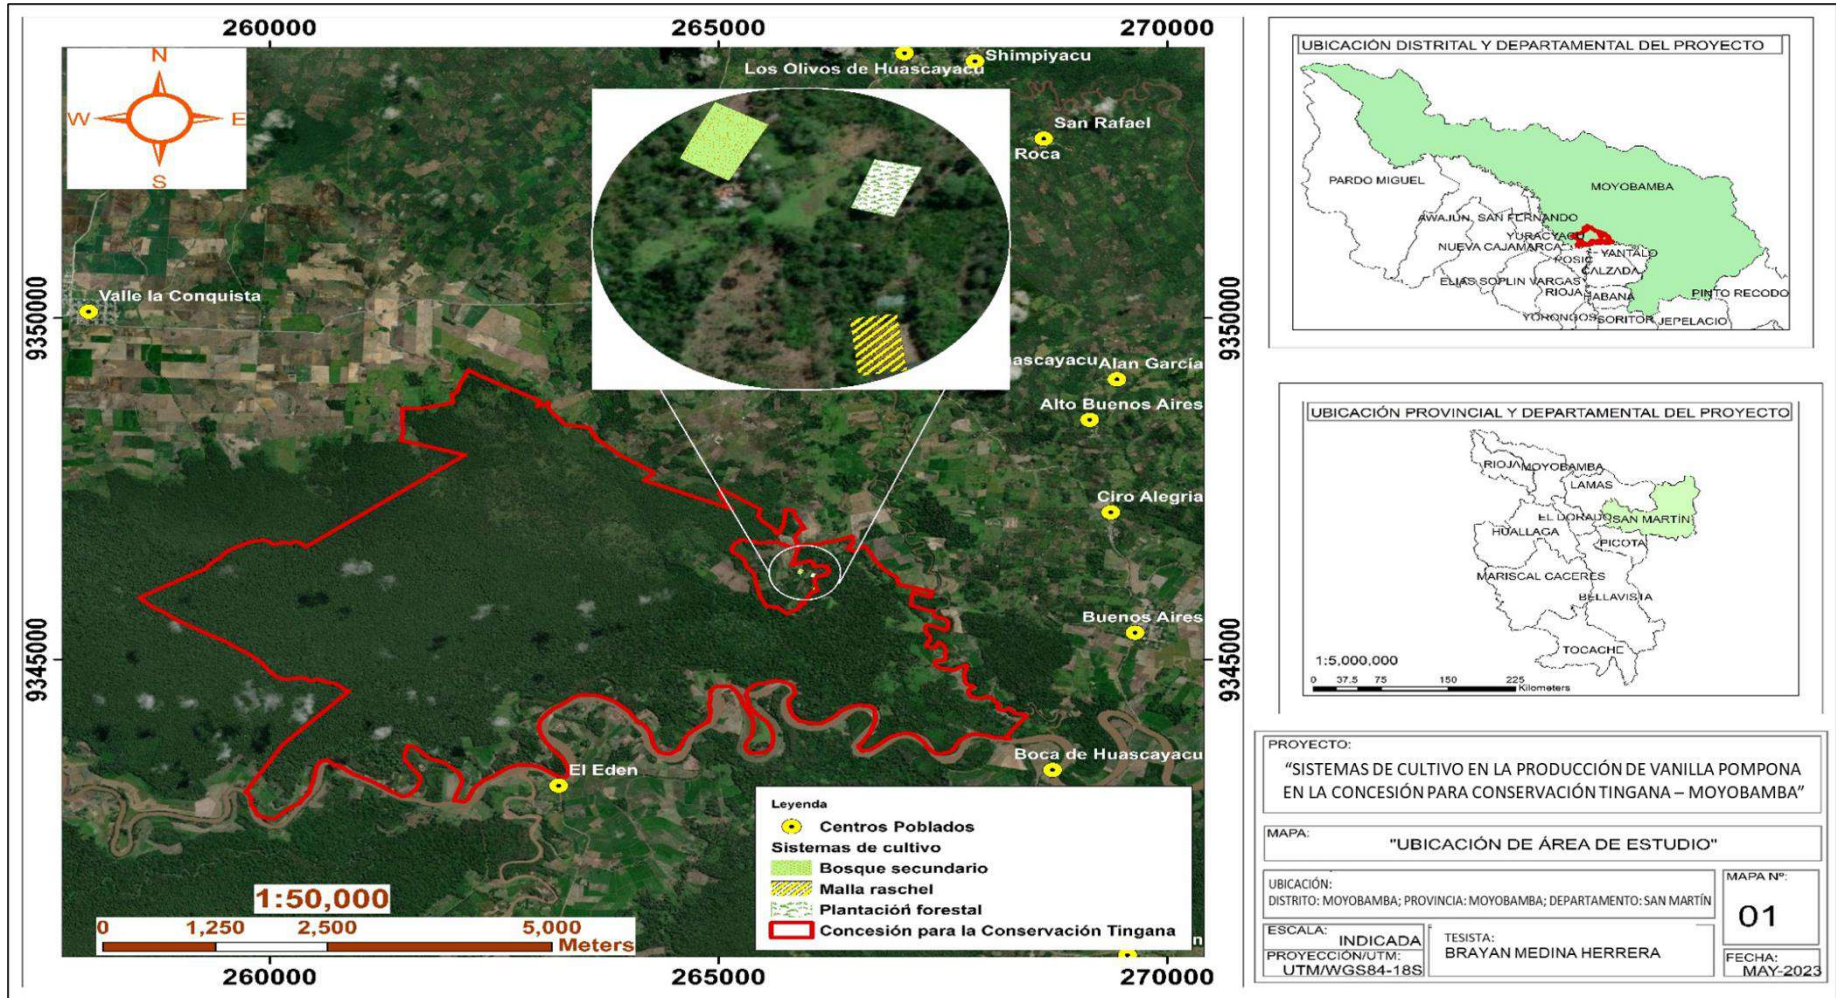 260000
265000
270000
N
W
E
S
Los Olivos de Huascayacu
Shimpiyacu
San Rafael
Roca
Valle la Conquista
9350000
9350000
ascayacu
Alan García
Alto Buenos Aires
Ciro Alegria
Buenos Aires
9345000
9345000
Boca de Huascayacu
El Eden
Leyenda
Centros Poblados
Sistemas de cultivo
Bosque secundario
Malla raschel
Plantación forestal
Concesión para la Conservación Tingana
n
1:50,000
0 1,250 2,500 5,000
Meters
260000
265000
270000
UBICACIÓN DISTRITAL Y DEPARTAMENTAL DEL PROYECTO
PARDO MIGUEL
MOYOBAMBA
AWAJUN
SAN FERNANDO
YURACYACU
NUEVA CAJAMARCA
YANTALO
POSIC
CALZADA
ELIAS SOPLIN VARGAS
RIOJA
HABANA
PINTO RECODO
YORONGOS
SORITOR
JEPELACIO
UBICACIÓN PROVINCIAL Y DEPARTAMENTAL DEL PROYECTO
RIOJA
MOYOBAMBA
LAMAS
EL DORADO
SAN MARTÍN
HUALLAGA
PICOTA
MARISCAL CACERES
BELLAVISTA
TOCACHE
1:5,000,000
0 37.5 75 150 225
Kilometers
PROYECTO:
“SISTEMAS DE CULTIVO EN LA PRODUCCIÓN DE VANILLA POMPONA
EN LA CONCESIÓN PARA CONSERVACIÓN TINGANA – MOYOBAMBA”
MAPA:
"UBICACIÓN DE ÁREA DE ESTUDIO"
UBICACIÓN:
DISTRITO: MOYOBAMBA; PROVINCIA: MOYOBAMBA; DEPARTAMENTO: SAN MARTÍN
MAPA Nº:
01
ESCALA:
INDICADA
PROYECCIÓN/UTM:
UTM/WGS84-18S
TESISTA:
BRAYAN MEDINA HERRERA
FECHA:
MAY-2023